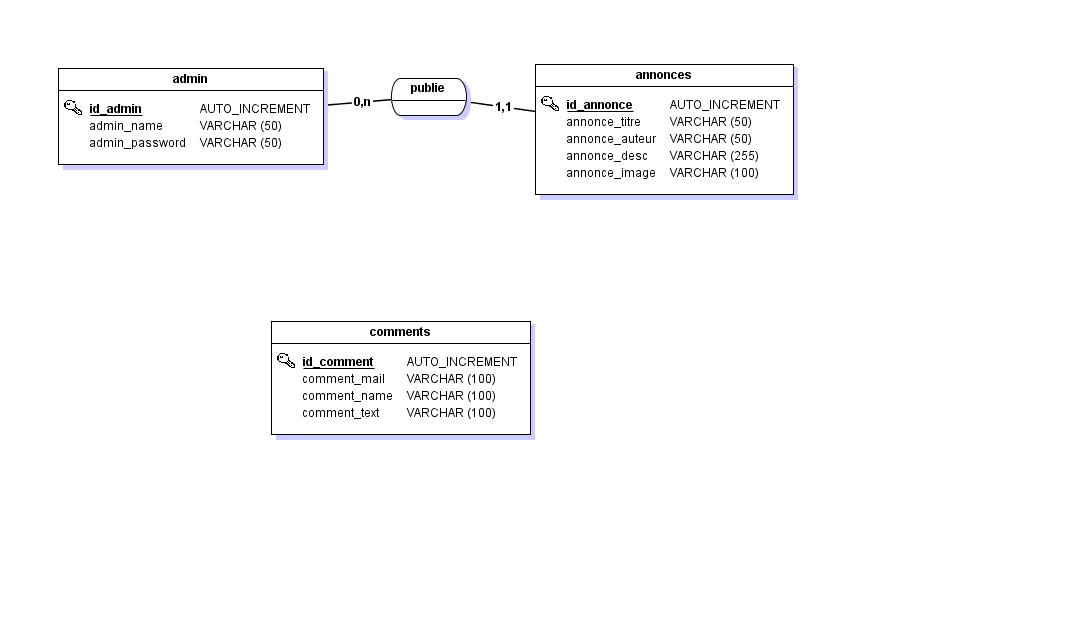 admin
id_admin AUTO_INCREMENT
admin_name VARCHAR (50)
admin_password VARCHAR (50)
0,n
publie
1,1
annonces
id_annonce AUTO_INCREMENT
annonce_titre VARCHAR (50)
annonce_auteur VARCHAR (50)
annonce_desc VARCHAR (255)
annonce_image VARCHAR (100)
comments
id_comment AUTO_INCREMENT
comment_mail VARCHAR (100)
comment_name VARCHAR (100)
comment_text VARCHAR (100)